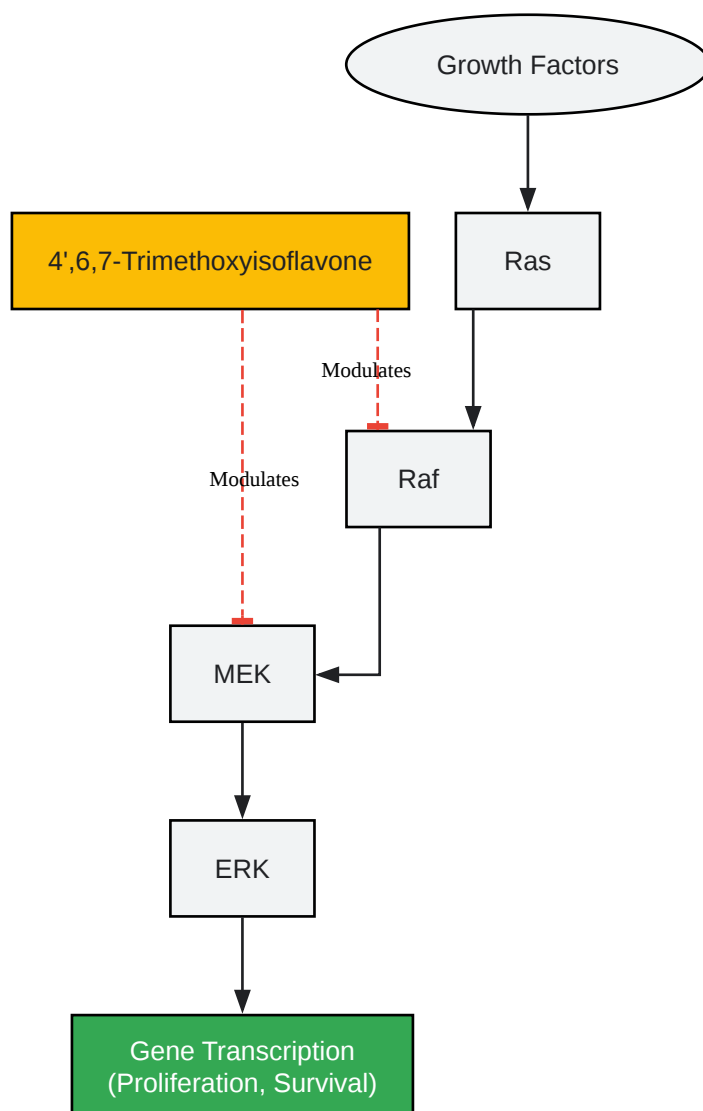 Growth Factors
4',6,7-Trimethoxyisoflavone
Ras
Modulates
Raf
Modulates
MEK
ERK
Gene Transcription
(Proliferation, Survival)